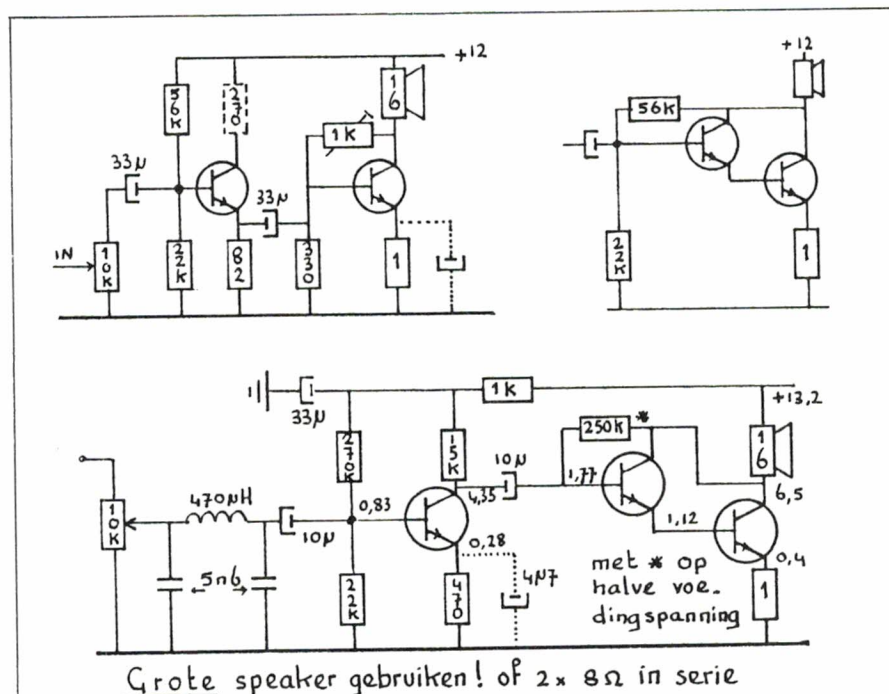 +12
56k
270
16
1k
33µ
33µ
IN
10k
22k
82
330
1
+12
56k
22k
1
33µ
1k
+13,2
270k
15k
250k *
16
10µ
1,77
6,5
470µH
0,83
4,35
10k
10µ
1,12
0,28
0,4
5n6
22k
470
4µ7
1
met * op
halve voe-
dingspanning
Grote speaker gebruiken! of 2x 8Ω in serie